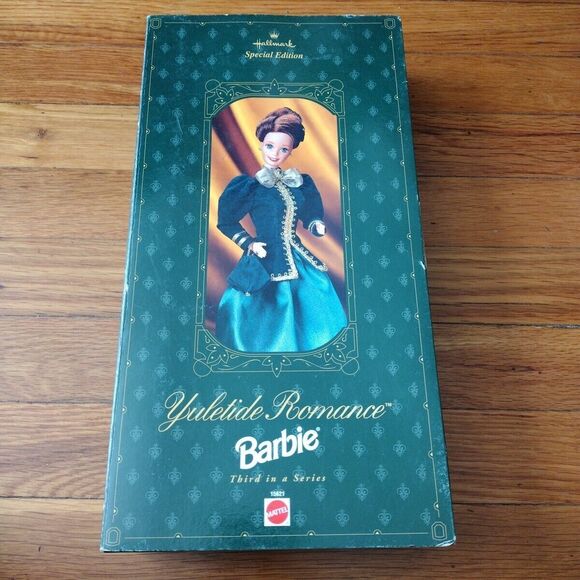 Hallmark
Special Edition
Yuletide Romance™
Barbie®
Third in a Series
15621
MATTEL